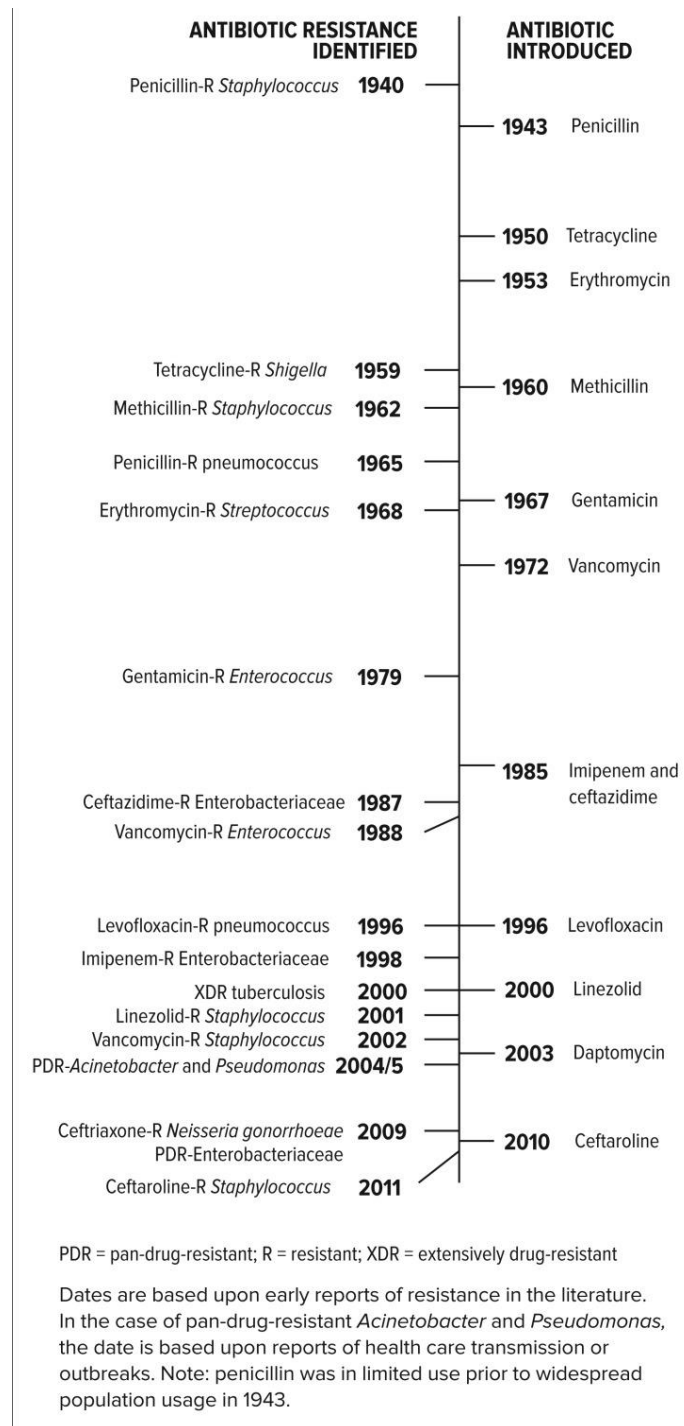 ANTIBIOTIC RESISTANCE
IDENTIFIED
ANTIBIOTIC
INTRODUCED
Penicillin-R Staphylococcus 1940
1943 Penicillin
1950 Tetracycline
1953 Erythromycin
Tetracycline-R Shigella 1959
1960 Methicillin
Methicillin-R Staphylococcus 1962
Penicillin-R pneumococcus 1965
1967 Gentamicin
Erythromycin-R Streptococcus 1968
1972 Vancomycin
Gentamicin-R Enterococcus 1979
1985 Imipenem and
ceftazidime
Ceftazidime-R Enterobacteriaceae 1987
Vancomycin-R Enterococcus 1988
Levofloxacin-R pneumococcus 1996
1996 Levofloxacin
Imipenem-R Enterobacteriaceae 1998
XDR tuberculosis 2000
2000 Linezolid
Linezolid-R Staphylococcus 2001
Vancomycin-R Staphylococcus 2002
2003 Daptomycin
PDR-Acinetobacter and Pseudomonas 2004/5
Ceftriaxone-R Neisseria gonorrhoeae 2009
PDR-Enterobacteriaceae
2010 Ceftaroline
Ceftaroline-R Staphylococcus 2011
PDR = pan-drug-resistant; R = resistant; XDR = extensively drug-resistant
Dates are based upon early reports of resistance in the literature.
In the case of pan-drug-resistant Acinetobacter and Pseudomonas,
the date is based upon reports of health care transmission or
outbreaks. Note: penicillin was in limited use prior to widespread
population usage in 1943.